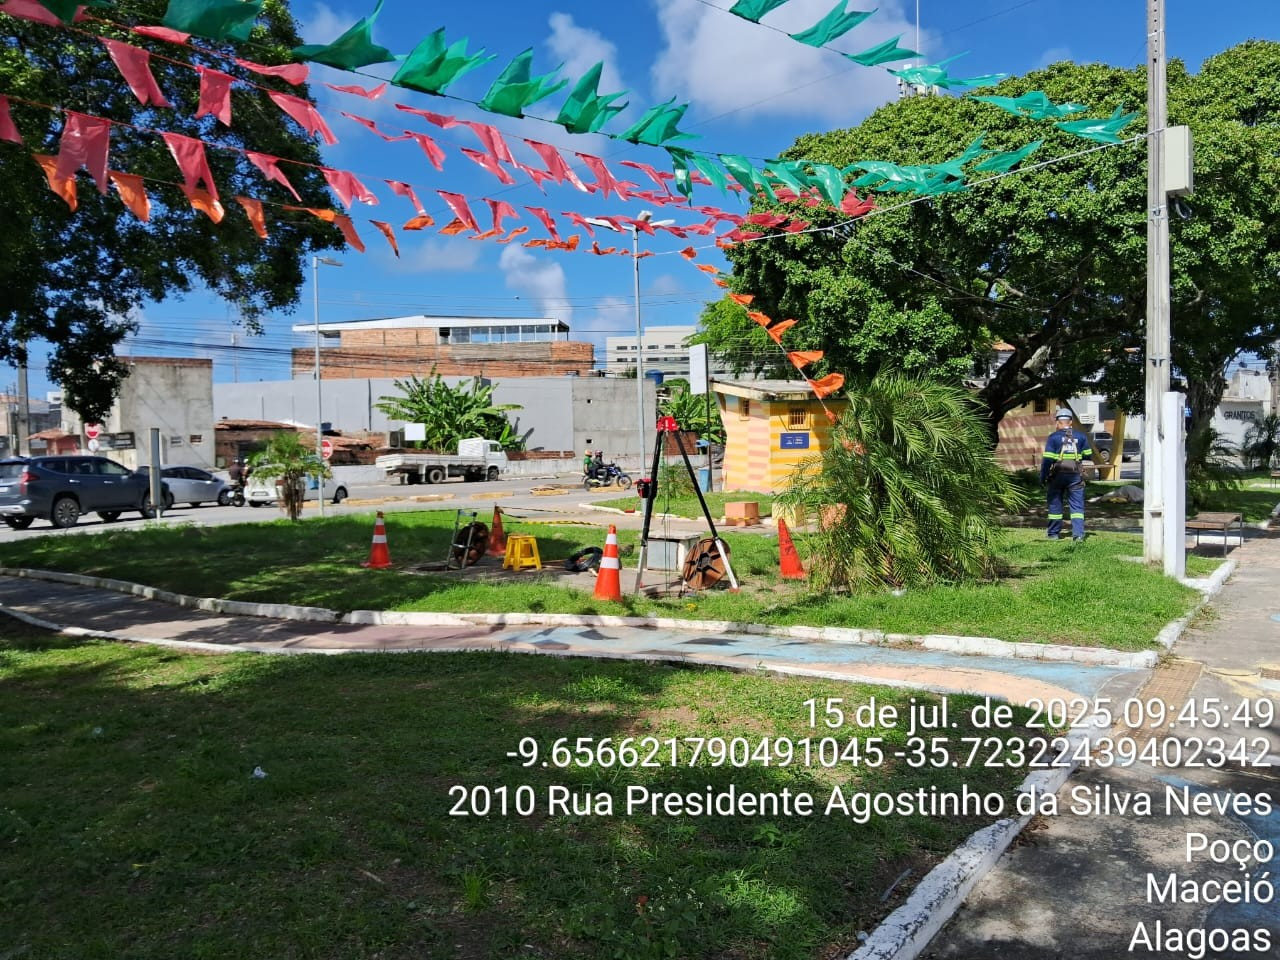 GRANITOS
15 de jul. de 2025 09:45:49
-9.656621790491045 -35.72322439402342
2010 Rua Presidente Agostinho da Silva Neves
Poço
Maceió
Alagoas